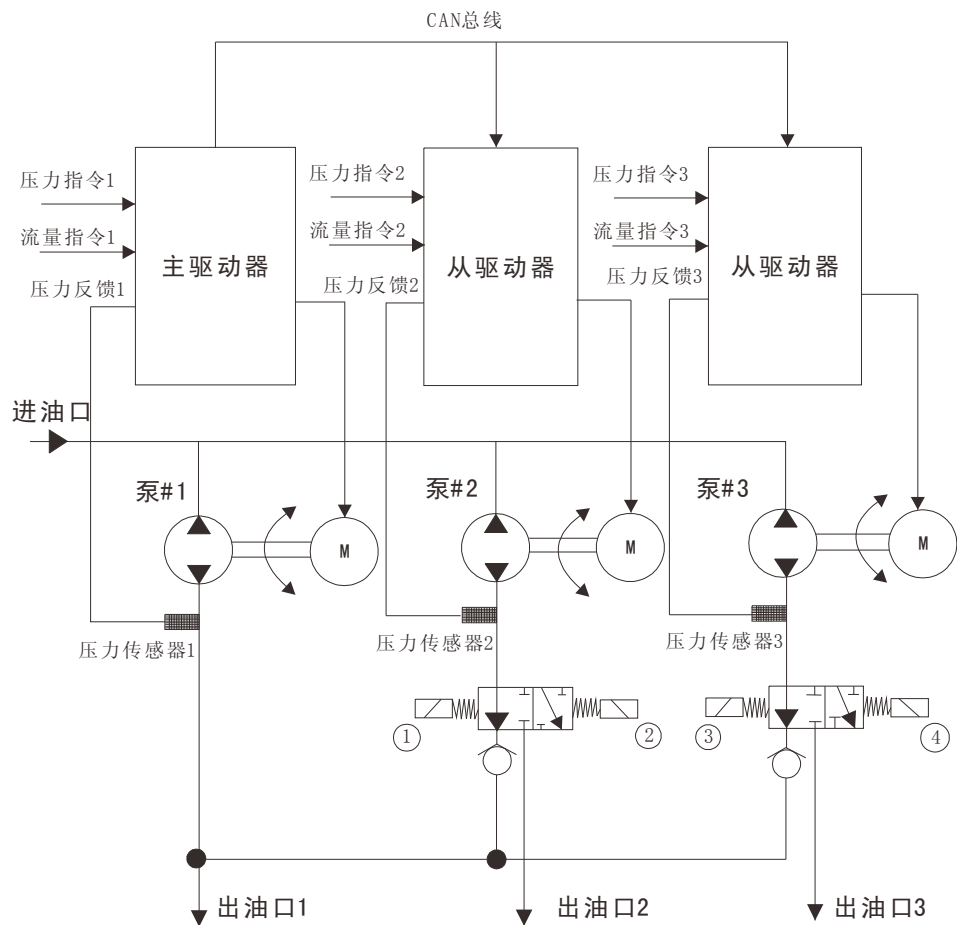 CAN总线
压力指令1
流量指令1
压力反馈1
主驱动器
压力指令2
流量指令2
压力反馈2
从驱动器
压力指令3
流量指令3
压力反馈3
从驱动器
进油口
泵#1
M
泵#2
M
泵#3
M
压力传感器1
压力传感器2
压力传感器3
①
②
③
④
出油口1
出油口2
出油口3